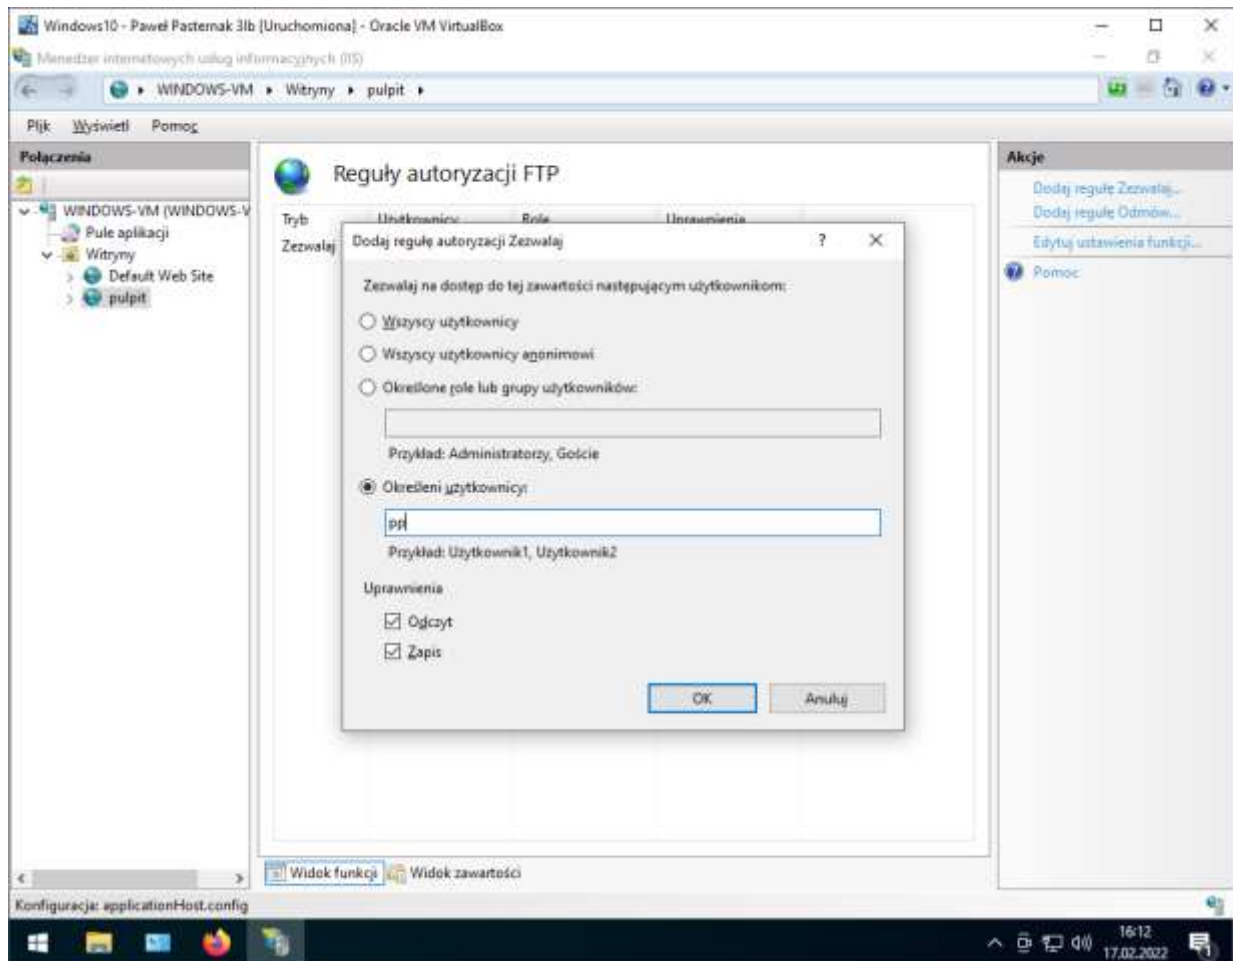 Windows10 - Paweł Pasternak 3lb [Uruchomiona] - Oracle VM VirtualBox
Menedżer internetowych usług informacyjnych (IIS)
WINDOWS-VM Witryny pulpit
Plik Wyświetl Pomoc
Połączenia
WINDOWS-VM (WINDOWS-V
Pule aplikacji
Witryny
Default Web Site
pulpit
Reguły autoryzacji FTP
Tryb Użytkownicy Role Uprawnienia
Zezwalaj
Dodaj regułę autoryzacji Zezwalaj ? 
Zezwalaj na dostęp do tej zawartości następującym użytkownikom:
Wszyscy użytkownicy
Wszyscy użytkownicy anonimowi
Określone role lub grupy użytkowników:
Przykład: Administratorzy, Goście
Określeni użytkownicy:
pp
Przykład: Użytkownik1, Użytkownik2
Uprawnienia
Odczyt
Zapis
OK Anuluj
Akcje
Dodaj regułę Zezwalaj...
Dodaj regułę Odmów...
Edytuj ustawienia funkcji...
Pomoc
Widok funkcji Widok zawartości
Konfiguracja: applicationHost.config
16:12
17.02.2022
1